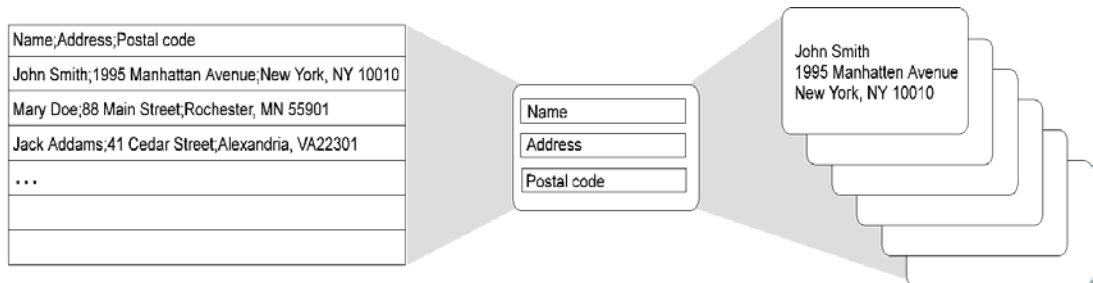 Name;Address;Postal code
John Smith;1995 Manhattan Avenue;New York, NY 10010
Mary Doe;88 Main Street;Rochester, MN 55901
Jack Addams;41 Cedar Street;Alexandria, VA22301
...
Name
Address
Postal code
John Smith
1995 Manhatten Avenue
New York, NY 10010